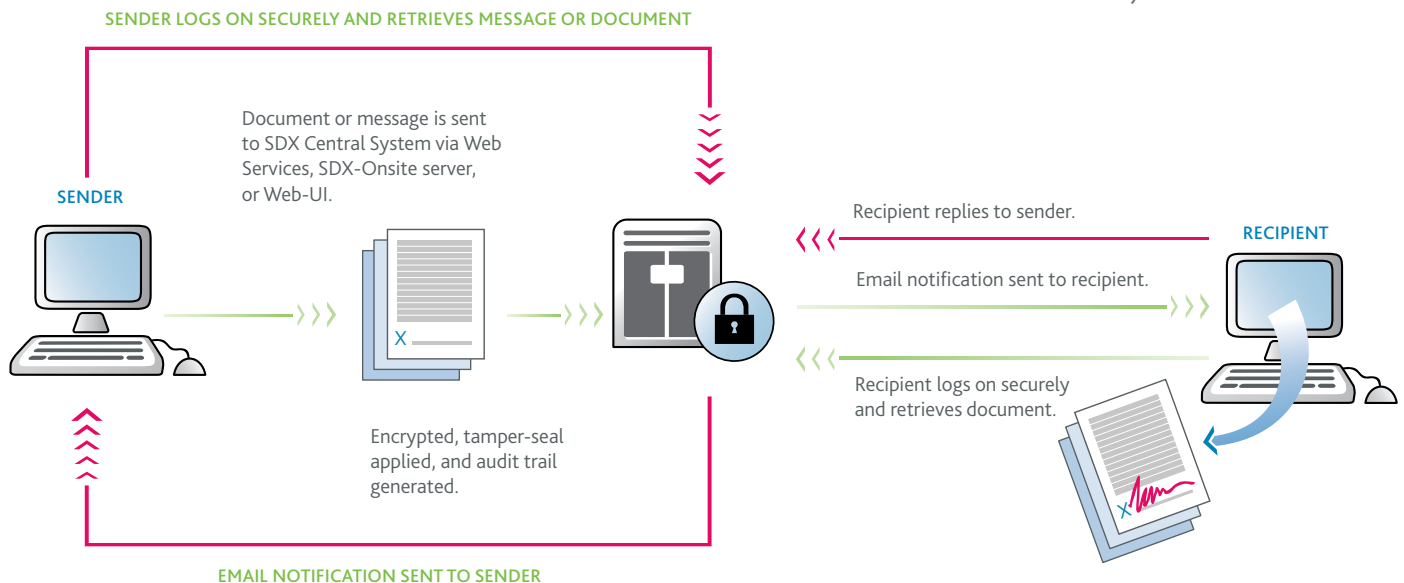 SENDER LOGS ON SECURELY AND RETRIEVES MESSAGE OR DOCUMENT
Document or message is sent
to SDX Central System via Web
Services, SDX-Onsite server,
or Web-UI.
SENDER
Recipient replies to sender.
RECIPIENT
Email notification sent to recipient.
X
Recipient logs on securely
and retrieves document.
Encrypted, tamper-seal
applied, and audit trail
generated.
X
EMAIL NOTIFICATION SENT TO SENDER